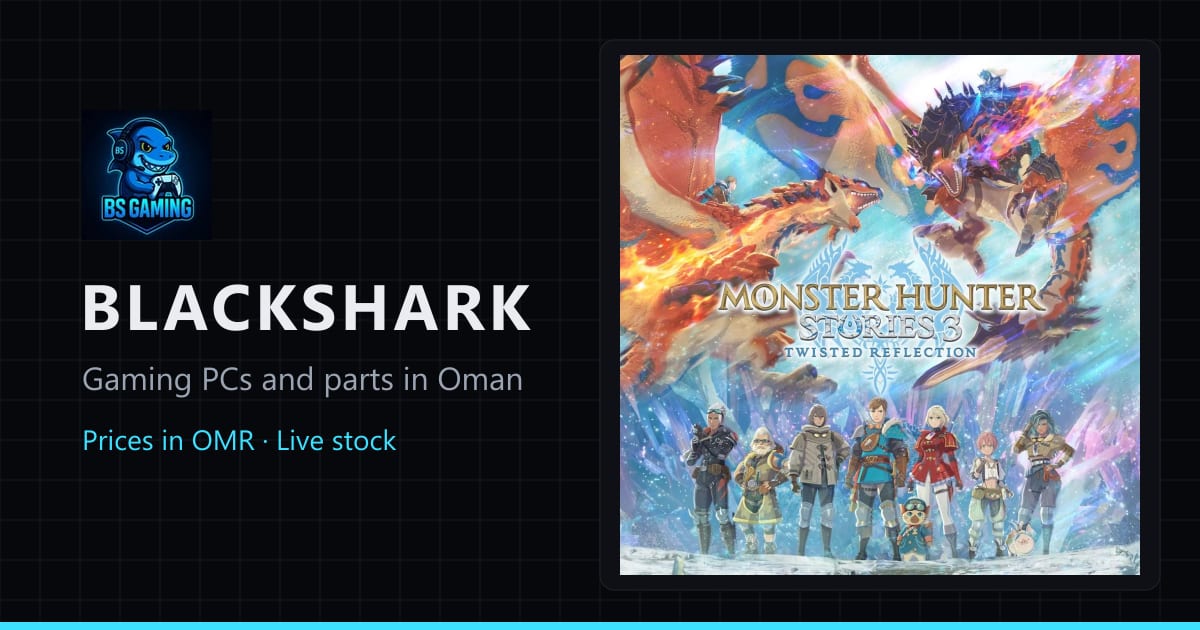 BS
BS GAMING
BLACKSHARK
Gaming PCs and parts in Oman
Prices in OMR · Live stock
MONSTER HUNTER
STORIES 3
TWISTED REFLECTION